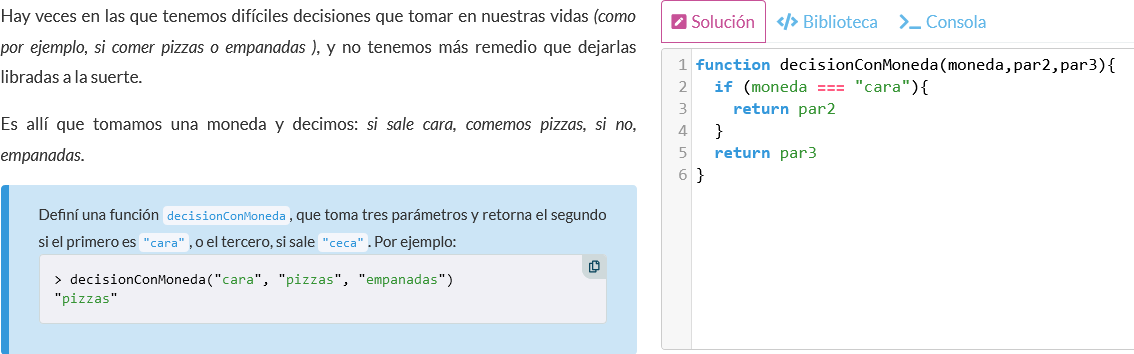 Hay veces en las que tenemos difíciles decisiones que tomar en nuestras vidas (como
por ejemplo, si comer pizzas o empanadas ), y no tenemos más remedio que dejarlas
libradas a la suerte.
Es allí que tomamos una moneda y decimos: si sale cara, comemos pizzas, si no,
empanadas.
Definí una función decisionConMoneda, que toma tres parámetros y retorna el segundo
si el primero es "cara", o el tercero, si sale "ceca". Por ejemplo:
> decisionConMoneda("cara", "pizzas", "empanadas")
"pizzas"
Solución </> Biblioteca >_ Consola
1 function decisionConMoneda(moneda,par2,par3){
2   if (moneda === "cara"){
3     return par2
4   }
5   return par3
6 }